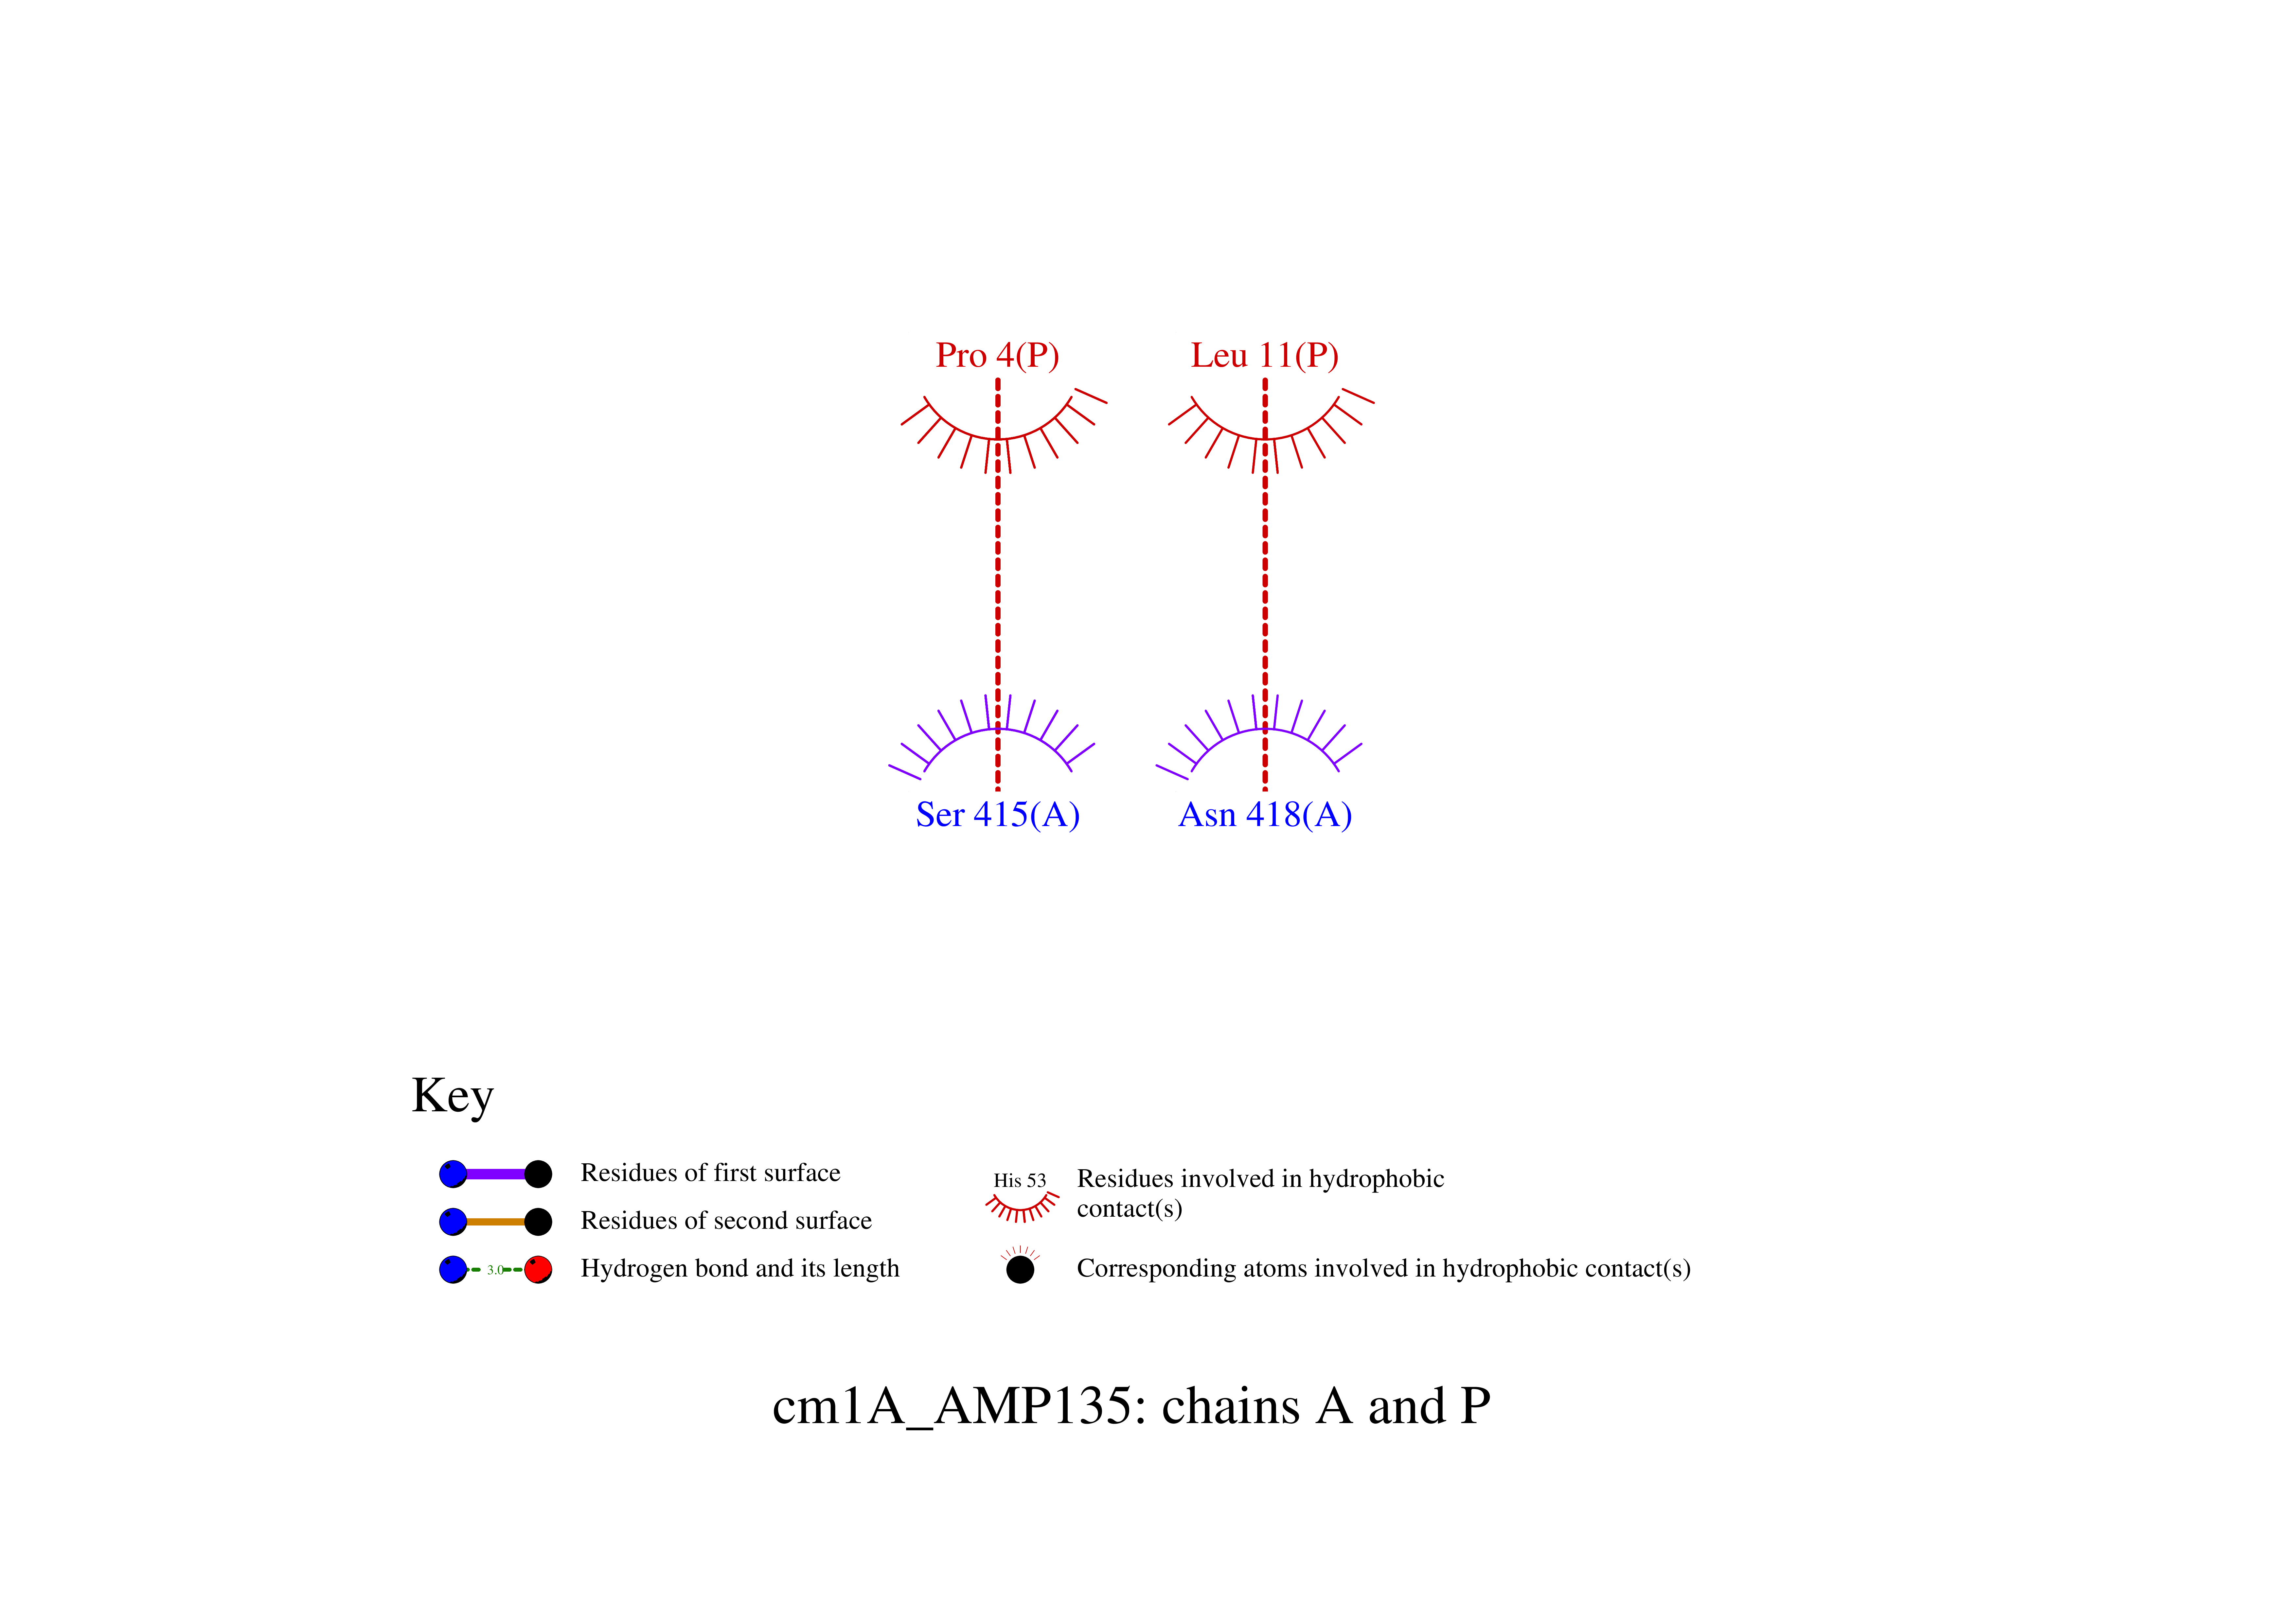 Pro 4(P) Leu 11(P)
Ser 415(A) Asn 418(A)
Key
Residues of first surface
Residues of second surface
3.0 Hydrogen bond and its length
His 53 Residues involved in hydrophobic
contact(s)
Corresponding atoms involved in hydrophobic contact(s)
cm1A_AMP135: chains A and P